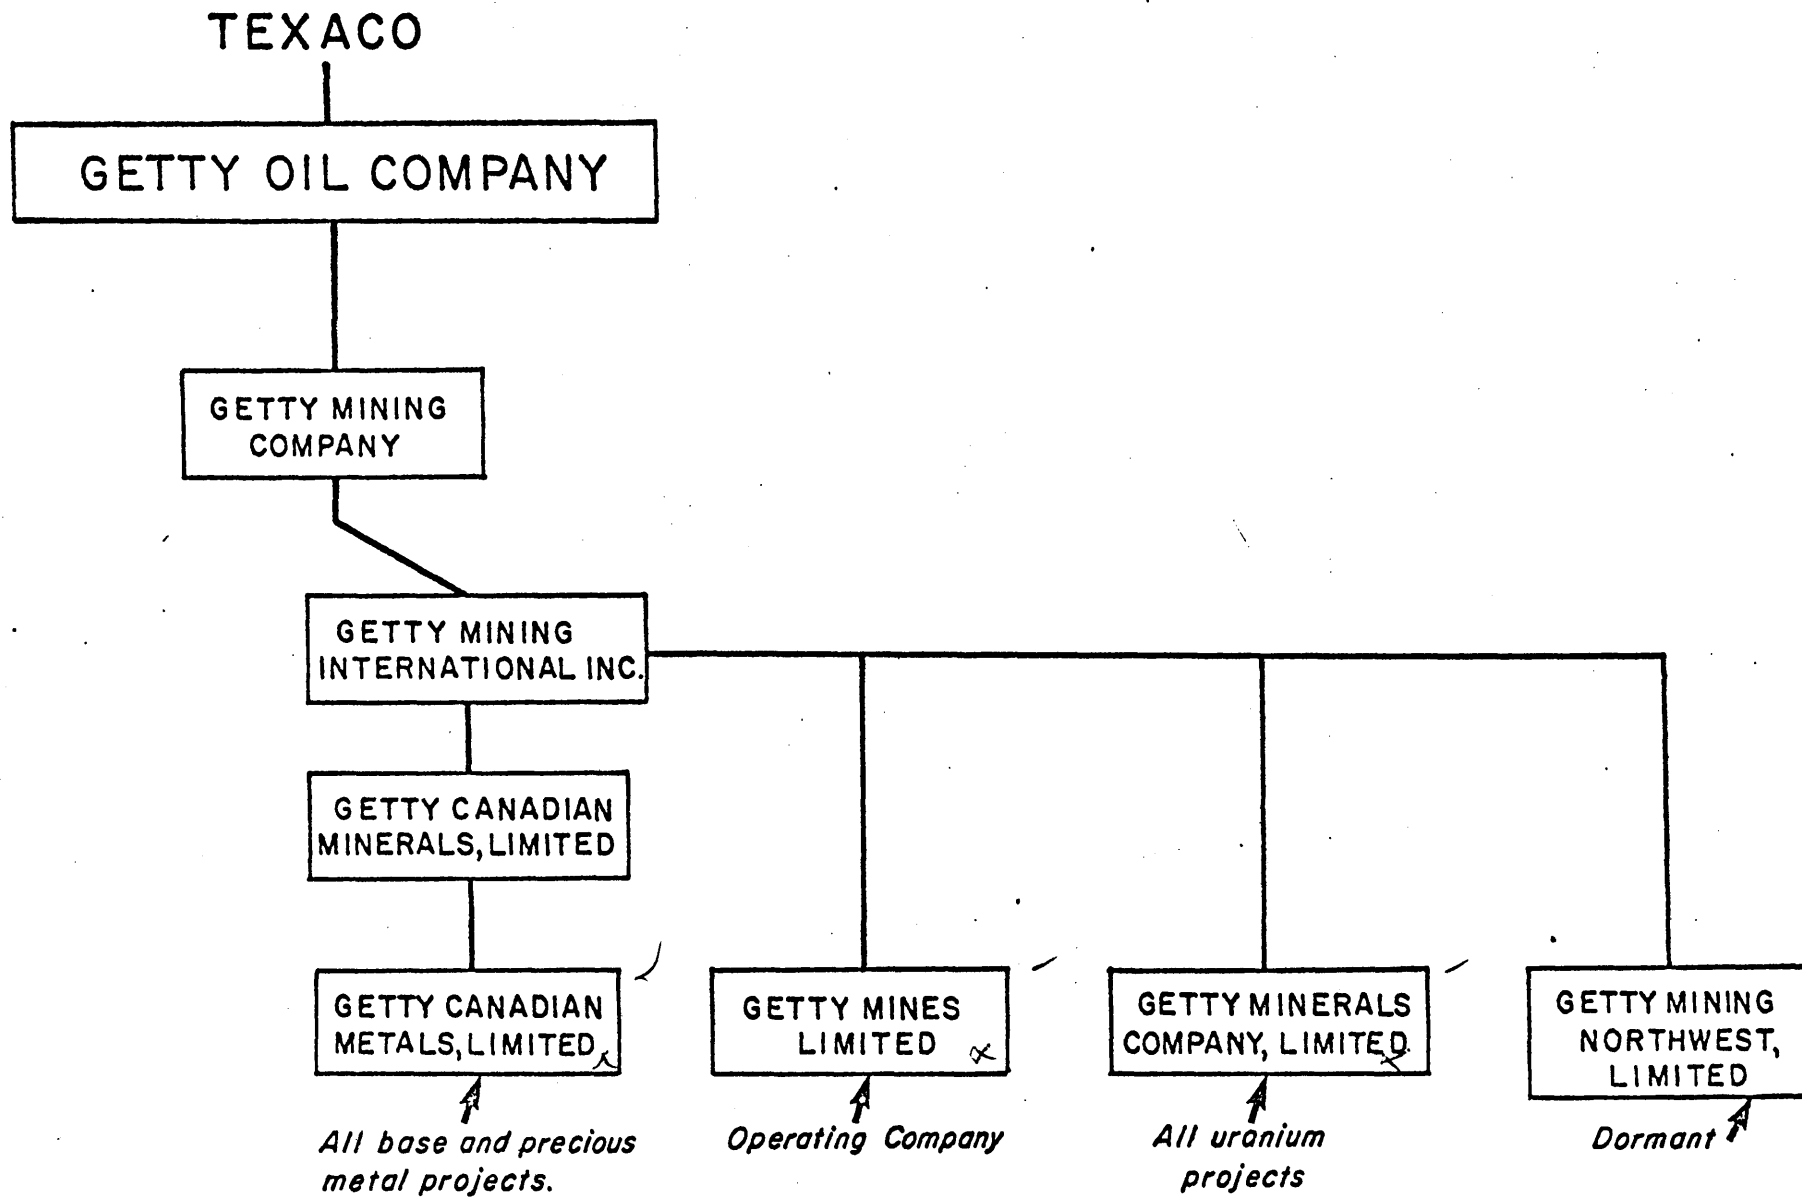 TEXACO
GETTY OIL COMPANY
GETTY MINING
COMPANY
GETTY MINING
INTERNATIONAL INC.
GETTY CANADIAN
MINERALS, LIMITED
GETTY CANADIAN
METALS, LIMITED
GETTY MINES
LIMITED
GETTY MINERALS
COMPANY, LIMITED
GETTY MINING
NORTHWEST,
LIMITED
All base and precious
metal projects.
Operating Company
All uranium
projects
Dormant